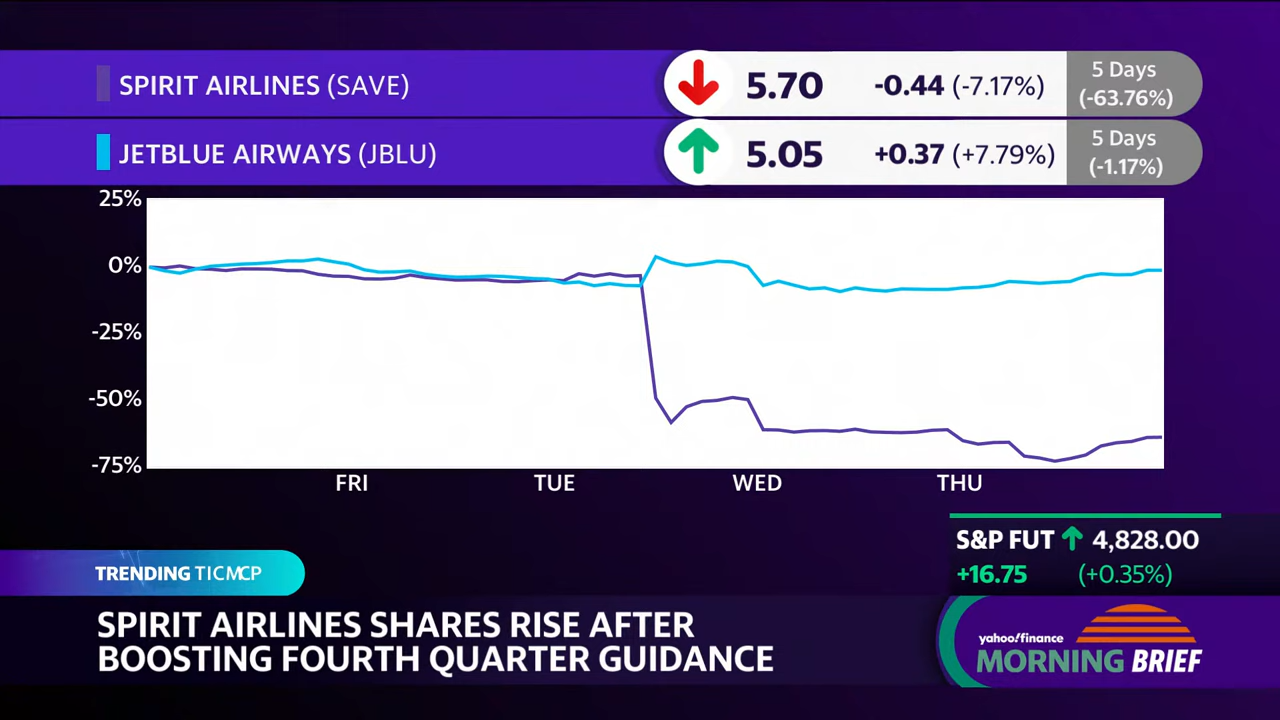 SPIRIT AIRLINES (SAVE)
5.70
-0.44 (-7.17%)
5 Days
(-63.76%)
JETBLUE AIRWAYS (JBLU)
5.05
+0.37 (+7.79%)
5 Days
(-1.17%)
25%
0%
-25%
-50%
-75%
FRI TUE WED THU
S&P FUT 4,828.00
+16.75 (+0.35%)
TRENDING
SPIRIT AIRLINES SHARES RISE AFTER
BOOSTING FOURTH QUARTER GUIDANCE
yahoo!finance
MORNING BRIEF